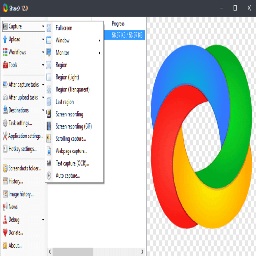 ShareX 12.0
Capture
Upload
Workflows
Tools
After capture tasks
After upload tasks
Destinations
Task settings...
Application settings...
Hotkey settings...
Screenshots folder...
History...
Image history...
News
Debug
Donate...
About...
Fullscreen
Window
Monitor
Region
Region (Light)
Region (Transparent)
Last region
Screen recording
Screen recording (GIF)
Scrolling capture...
Webpage capture...
Text capture (OCR)...
Auto capture...
Progress